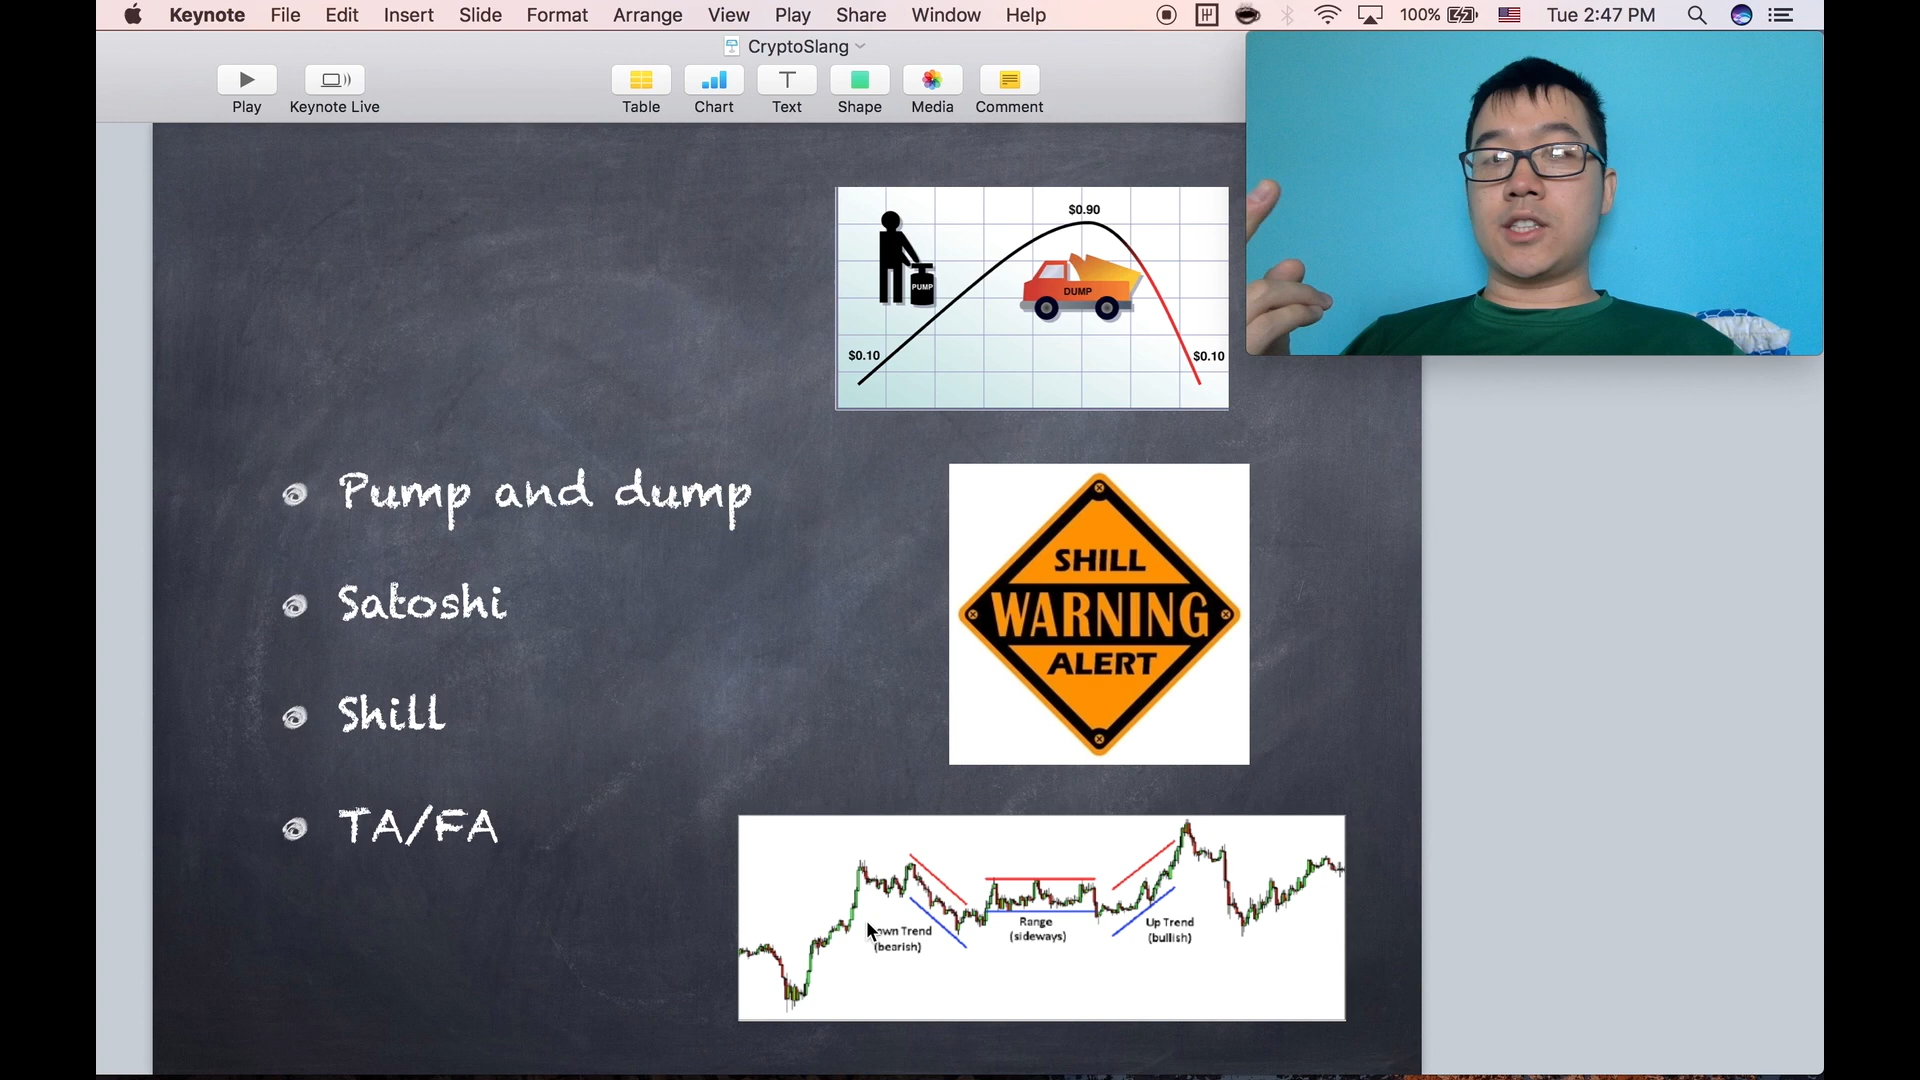 Keynote File Edit Insert Slide Format Arrange View Play Share Window Help 100% Tue 2:47 PM
CryptoSlang
Play Keynote Live Table Chart Text Shape Media Comment
$0.90
PUMP
DUMP
$0.10
$0.10
Pump and dump
Satoshi
Shill
TA/FA
SHILL
WARNING
ALERT
Trend
(bearish)
Range
(sideways)
Up Trend
(bullish)